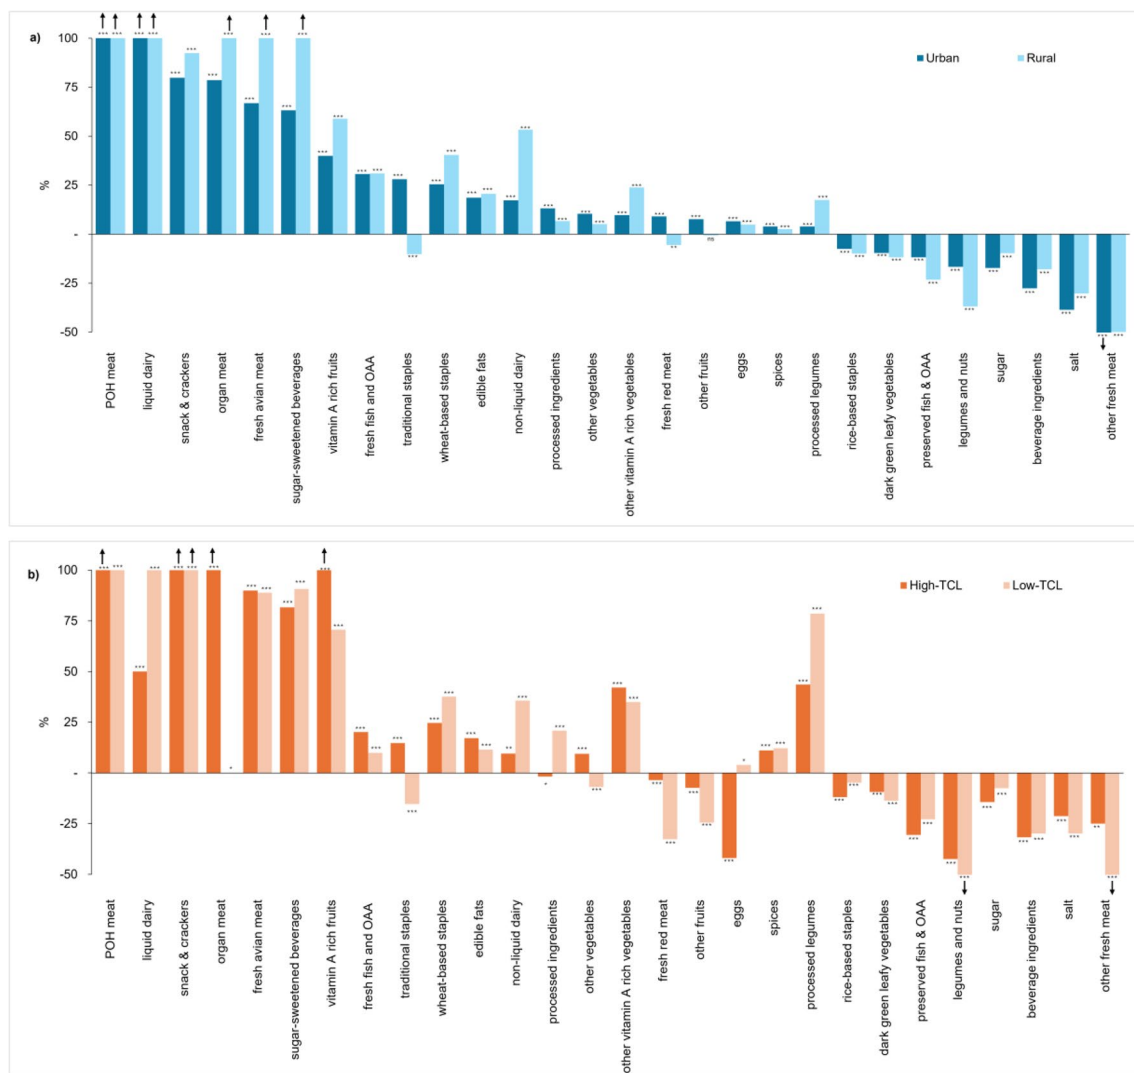 a)
Urban Rural
100
75
50
25
-
-25
-50
%
*** *** *** *** *** *** *** *** *** *** *** *** *** *** *** *** *** *** *** *** *** *** *** *** *** *** *** *** *** *** *** ** *** ns *** *** *** *** *** *** *** *** *** *** *** *** *** *** *** *** *** *** *** *** *** ***
POH meat
liquid dairy
snack & crackers
organ meat
fresh avian meat
sugar-sweetened beverages
vitamin A rich fruits
fresh fish and OAA
traditional staples
wheat-based staples
edible fats
non-liquid dairy
processed ingredients
other vegetables
other vitamin A rich vegetables
fresh red meat
other fruits
eggs
spices
processed legumes
rice-based staples
dark green leafy vegetables
preserved fish & OAA
legumes and nuts
sugar
beverage ingredients
salt
other fresh meat
b)
High-TCL Low-TCL
100
75
50
25
-
-25
-50
%
*** *** *** *** *** *** *** * *** *** *** *** *** *** *** *** *** *** *** *** *** *** ** *** * *** *** *** *** *** *** *** *** *** *** * *** *** *** *** *** *** *** *** *** *** *** *** *** *** *** *** *** *** ** ***
POH meat
liquid dairy
snack & crackers
organ meat
fresh avian meat
sugar-sweetened beverages
vitamin A rich fruits
fresh fish and OAA
traditional staples
wheat-based staples
edible fats
non-liquid dairy
processed ingredients
other vegetables
other vitamin A rich vegetables
fresh red meat
other fruits
eggs
spices
processed legumes
rice-based staples
dark green leafy vegetables
preserved fish & OAA
legumes and nuts
sugar
beverage ingredients
salt
other fresh meat